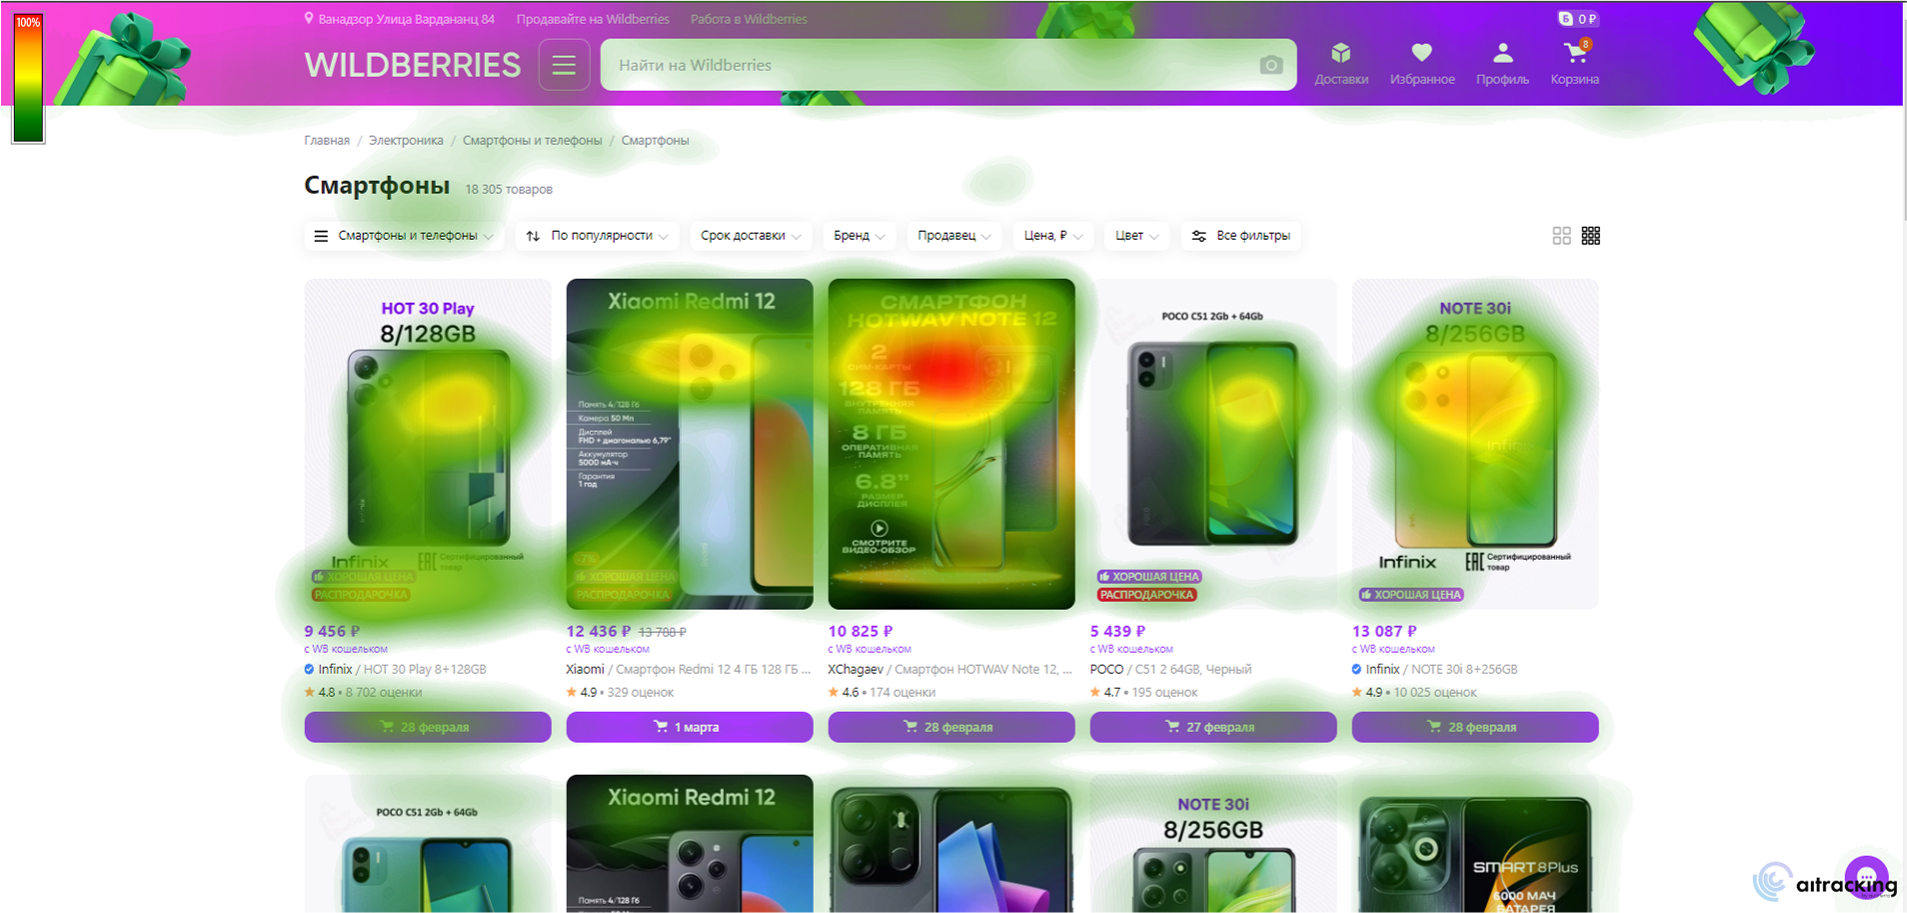 100%
Ванадзор Улица Вардананц 84
Продавайте на Wildberries
Работа в Wildberries
Б 0 ₽
WILDBERRIES
Найти на Wildberries
Доставки
Избранное
Профиль
8
Корзина
Главная / Электроника / Смартфоны и телефоны / Смартфоны
Смартфоны 18 305 товаров
Смартфоны и телефоны
По популярности
Срок доставки
Бренд
Продавец
Цена, ₽
Цвет
Все фильтры
HOT 30 Play
8/128GB
Infinix
EAC Сертифицированный товар
ХОРОШАЯ ЦЕНА
РАСПРОДАРОЧКА
9 456 ₽
с WB кошельком
Infinix / HOT 30 Play 8+128GB
4.8 • 8 702 оценки
28 февраля
Xiaomi Redmi 12
Память 4/128 Гб
Камера 50 Мп
Дисплей
FHD + диагональю 6,79"
Аккумулятор
5000 мА·ч
Гарантия
1 год
ХОРОШАЯ ЦЕНА
РАСПРОДАРОЧКА
12 436 ₽ 13 788 ₽
с WB кошельком
Xiaomi / Смартфон Redmi 12 4 ГБ 128 ГБ ...
4.9 • 329 оценок
1 марта
СМАРТФОН
HOTWAV NOTE 12
2
СИМ-КАРТЫ
128 ГБ
ВНУТРЕННЯЯ
ПАМЯТЬ
8 ГБ
ОПЕРАТИВНАЯ
ПАМЯТЬ
6.8"
РАЗМЕР
ДИСПЛЕЯ
СМОТРИТЕ
ВИДЕО-ОБЗОР
10 825 ₽
с WB кошельком
XChagaev / Смартфон HOTWAV Note 12, ...
4.6 • 174 оценки
28 февраля
POCO C51 2Gb + 64Gb
ХОРОШАЯ ЦЕНА
РАСПРОДАРОЧКА
5 439 ₽
с WB кошельком
POCO / C51 2 64GB, Черный
4.7 • 195 оценок
27 февраля
NOTE 30i
8/256GB
Infinix
Infinix
EAC Сертифицированный товар
ХОРОШАЯ ЦЕНА
13 087 ₽
с WB кошельком
Infinix / NOTE 30i 8+256GB
4.9 • 10 025 оценок
28 февраля
POCO C51 2Gb + 64Gb
Xiaomi Redmi 12
Память 4/128 Гб
NOTE 30i
8/256GB
SMART 8 Plus
6000 МАЧ
БАТАРЕЯ
aitracking